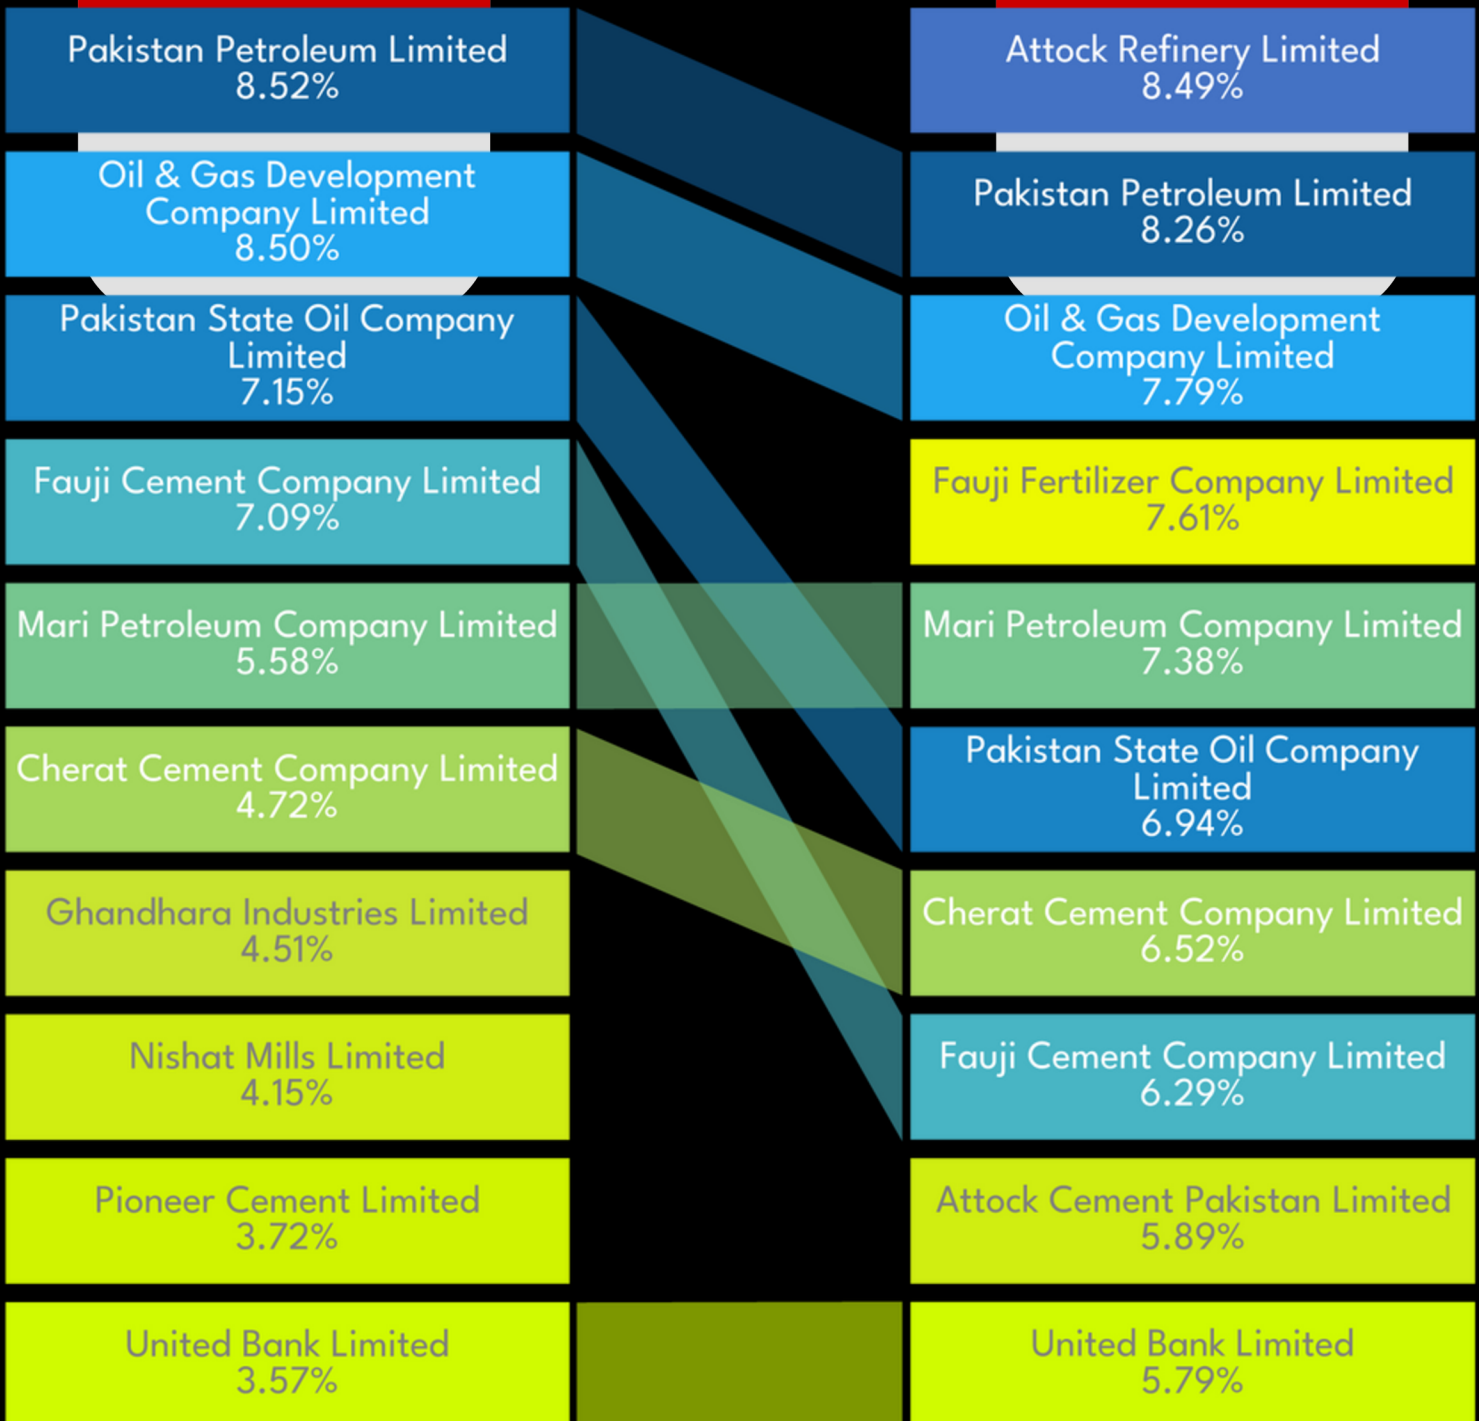 Pakistan Petroleum Limited
8.52%
Oil & Gas Development
Company Limited
8.50%
Pakistan State Oil Company
Limited
7.15%
Fauji Cement Company Limited
7.09%
Mari Petroleum Company Limited
5.58%
Cherat Cement Company Limited
4.72%
Ghandhara Industries Limited
4.51%
Nishat Mills Limited
4.15%
Pioneer Cement Limited
3.72%
United Bank Limited
3.57%
Attock Refinery Limited
8.49%
Pakistan Petroleum Limited
8.26%
Oil & Gas Development
Company Limited
7.79%
Fauji Fertilizer Company Limited
7.61%
Mari Petroleum Company Limited
7.38%
Pakistan State Oil Company
Limited
6.94%
Cherat Cement Company Limited
6.52%
Fauji Cement Company Limited
6.29%
Attock Cement Pakistan Limited
5.89%
United Bank Limited
5.79%